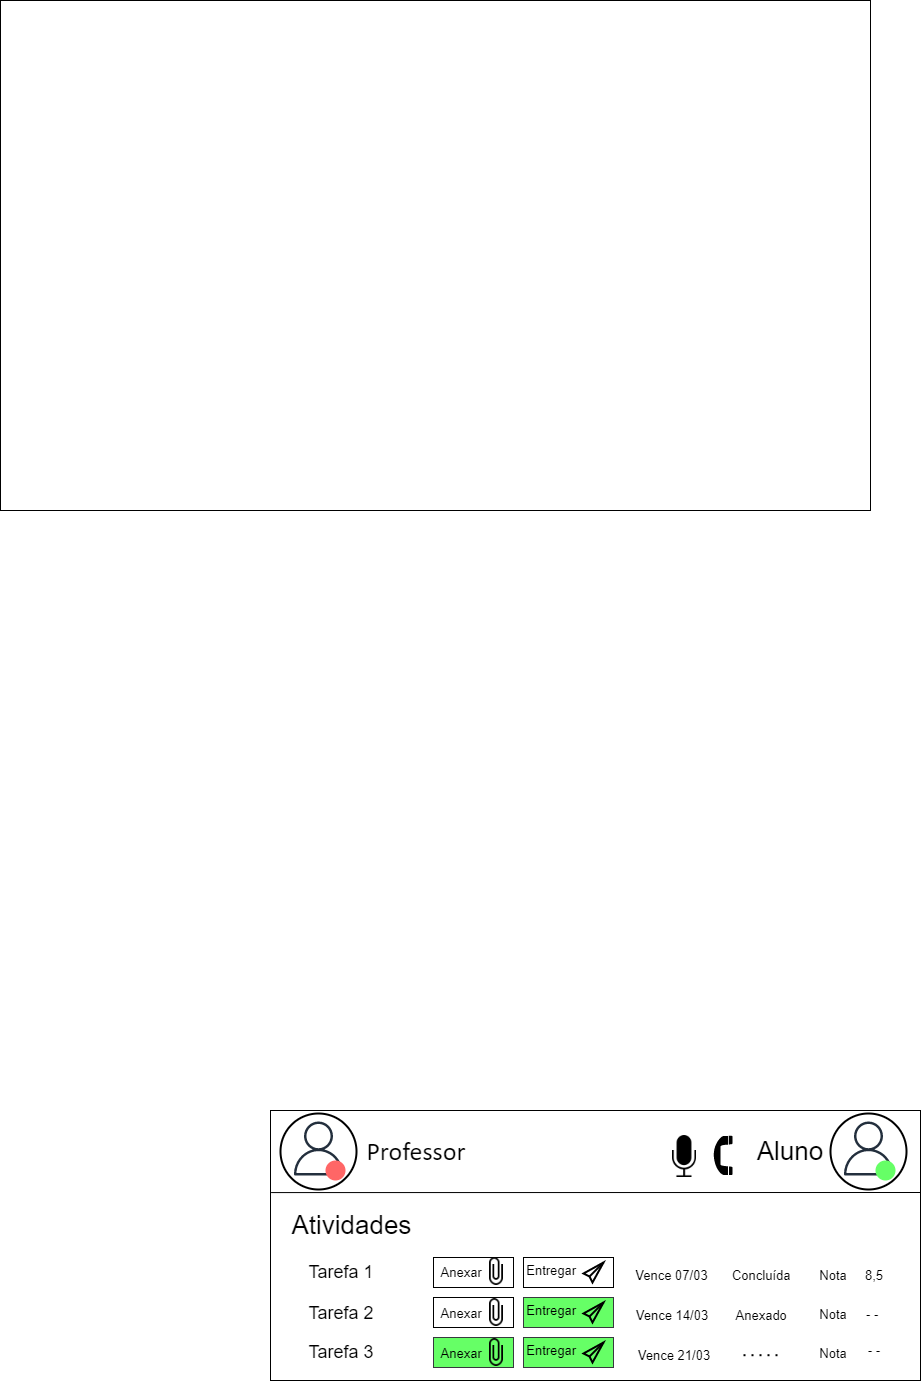 Professor Aluno
Atividades
Tarefa 1 Anexar Entregar Vence 07/03 Concluída Nota 8,5
Tarefa 2 Anexar Entregar Vence 14/03 Anexado Nota - -
Tarefa 3 Anexar Entregar Vence 21/03 . . . . . Nota - -